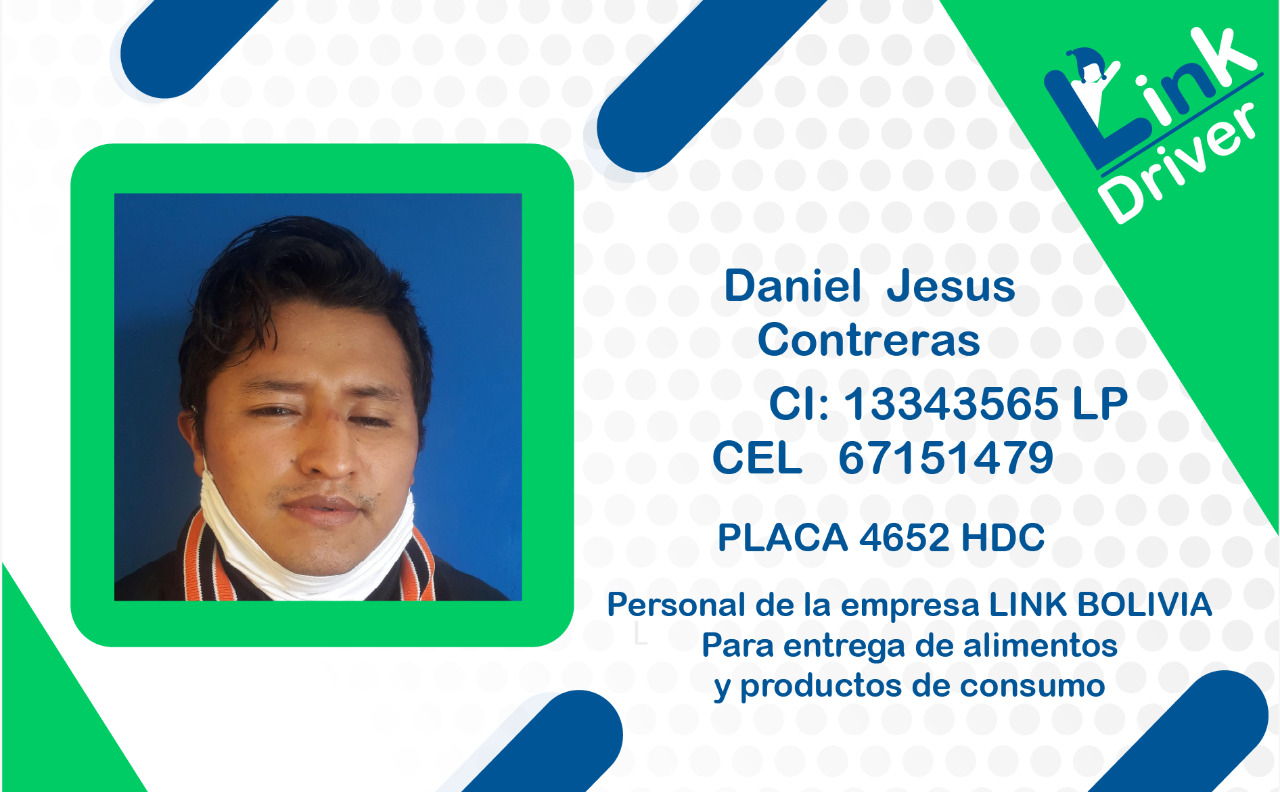 Link
Driver
Daniel Jesus
Contreras
CI: 13343565 LP
CEL 67151479
PLACA 4652 HDC
Personal de la empresa LINK BOLIVIA
L
Para entrega de alimentos
y productos de consumo